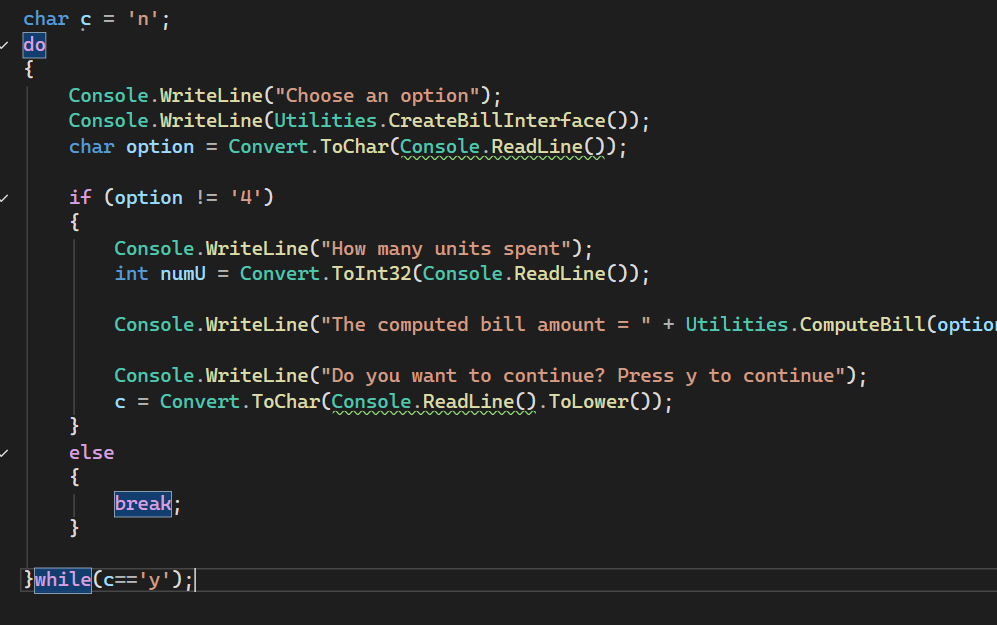 char c = 'n';
do
{
Console.WriteLine("Choose an option");
Console.WriteLine(Utilities.CreateBillInterface());
char option = Convert.ToChar(Console.ReadLine());
if (option != '4')
{
Console.WriteLine("How many units spent");
int numU = Convert.ToInt32(Console.ReadLine());
Console.WriteLine("The computed bill amount = " + Utilities.ComputeBill(option
Console.WriteLine("Do you want to continue? Press y to continue");
c = Convert.ToChar(Console.ReadLine().ToLower());
}
else
{
break;
}
}while(c=='y');